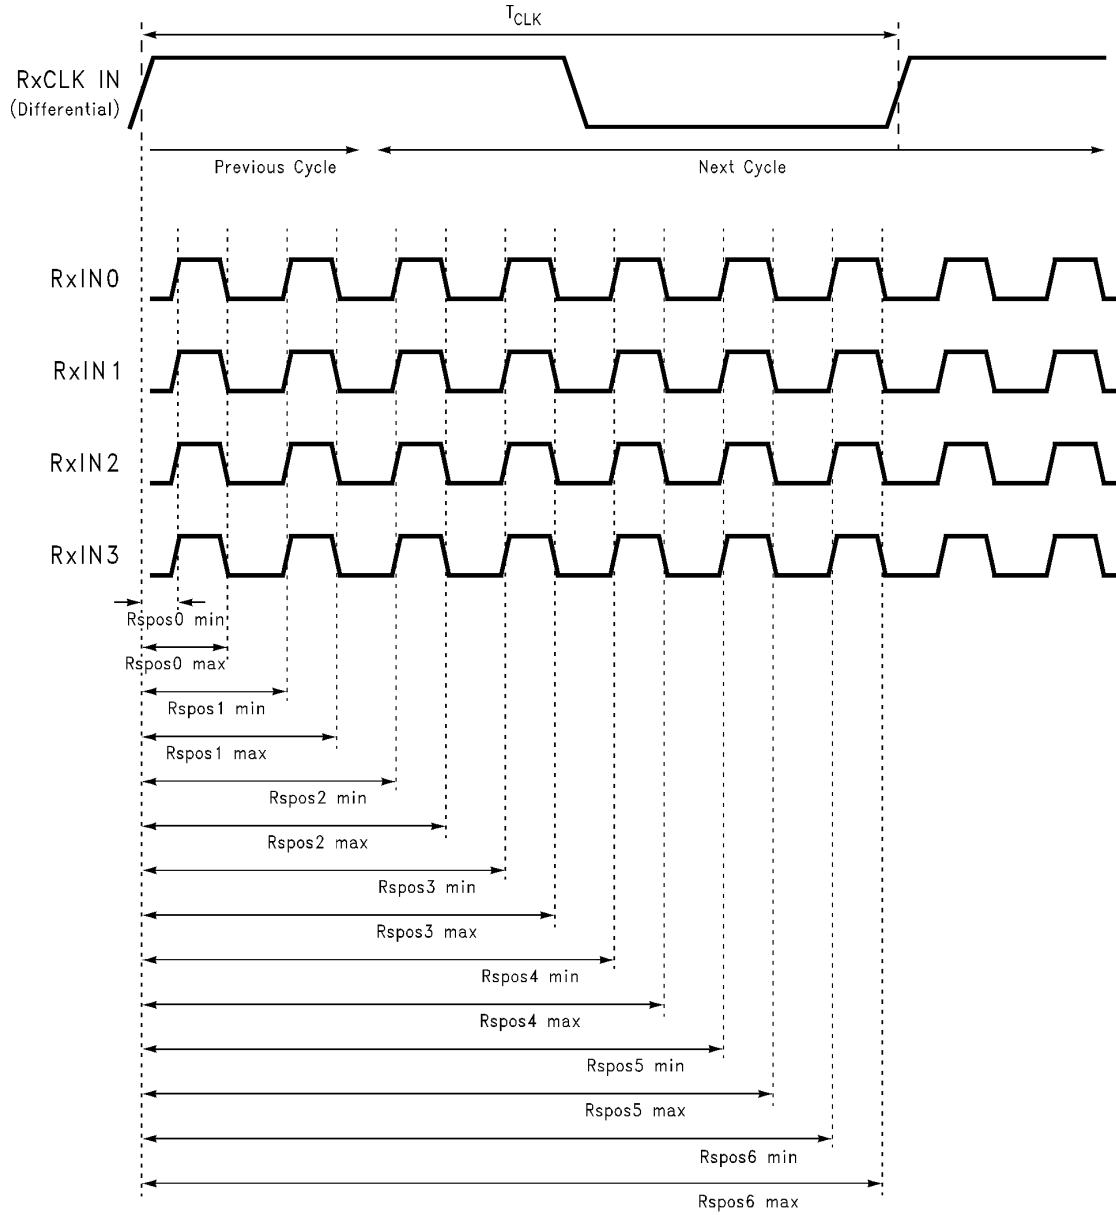 TCLK
RxCLK IN
(Differential)
Previous Cycle
Next Cycle
RxIN0
RxIN1
RxIN2
RxIN3
Rspos0 min
Rspos0 max
Rspos1 min
Rspos1 max
Rspos2 min
Rspos2 max
Rspos3 min
Rspos3 max
Rspos4 min
Rspos4 max
Rspos5 min
Rspos5 max
Rspos6 min
Rspos6 max